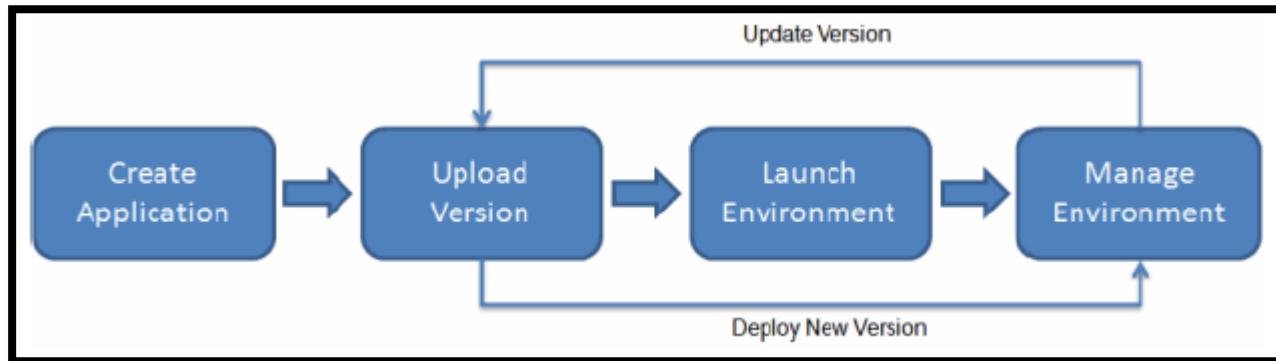 Update Version
Create
Application
Upload
Version
Launch
Environment
Manage
Environment
Deploy New Version